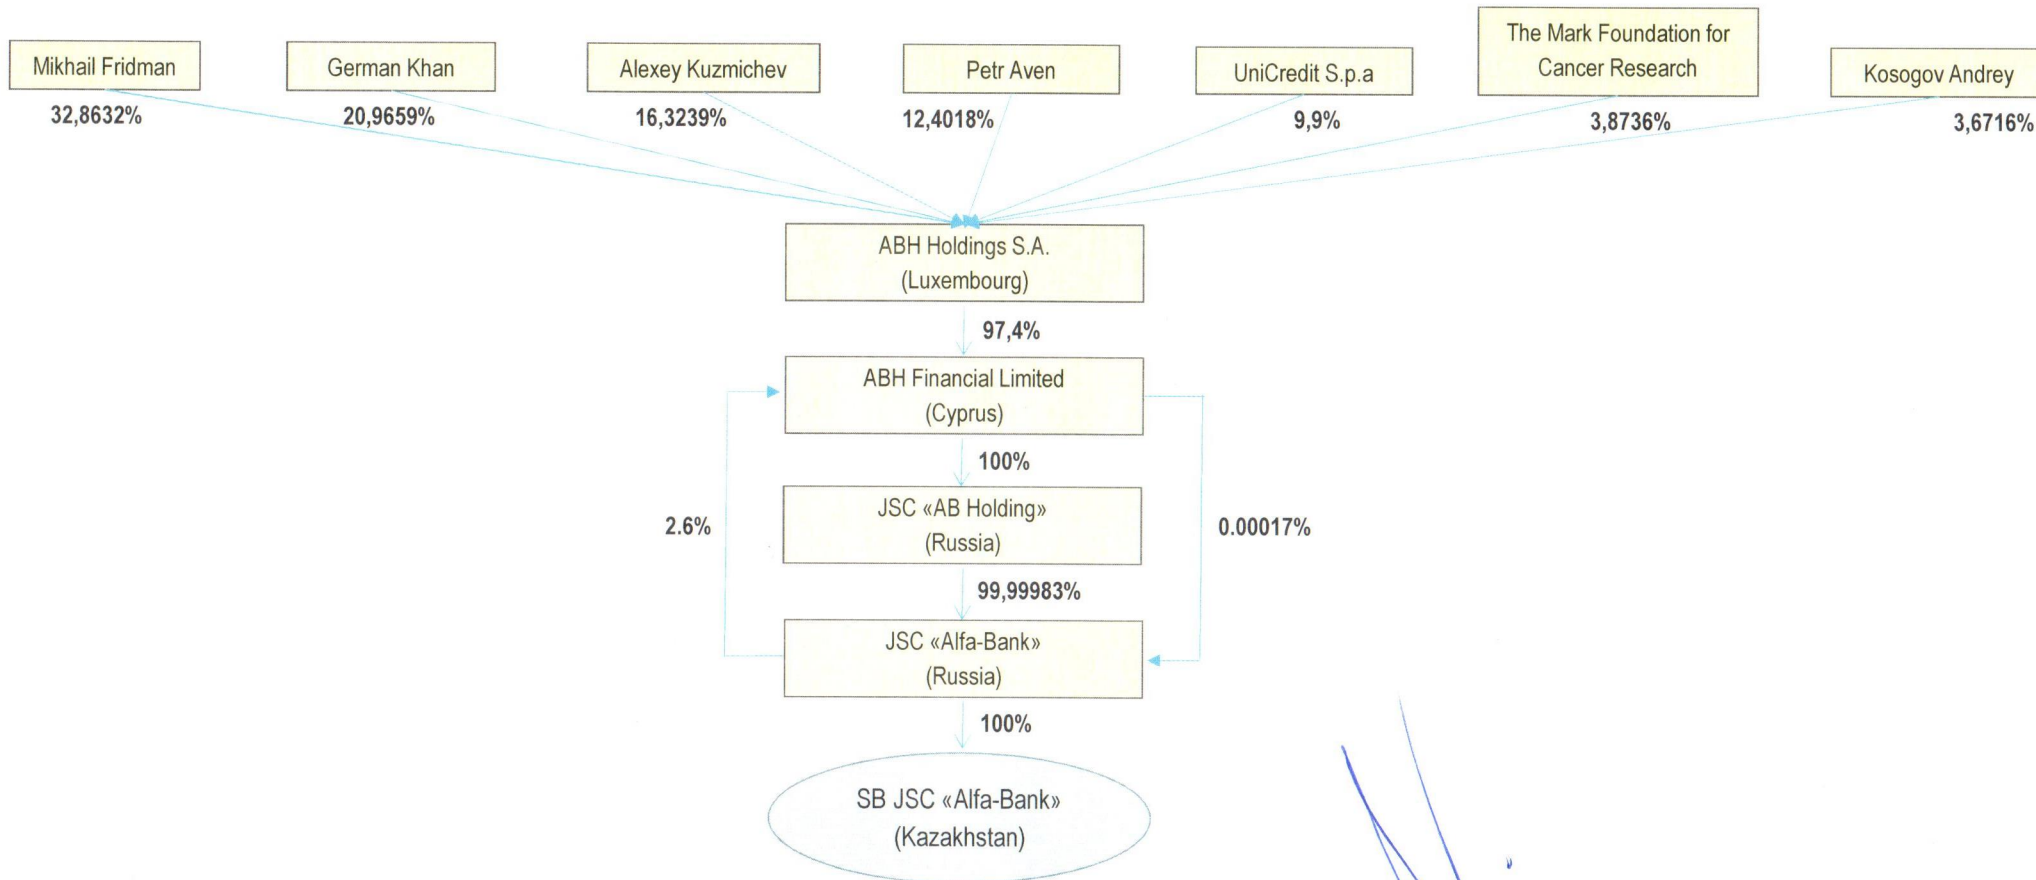 Mikhail Fridman
German Khan
Alexey Kuzmichev
Petr Aven
UniCredit S.p.a
The Mark Foundation for
Cancer Research
Kosogov Andrey
32,8632%
20,9659%
16,3239%
12,4018%
9,9%
3,8736%
3,6716%
ABH Holdings S.A.
(Luxembourg)
97,4%
ABH Financial Limited
(Cyprus)
100%
JSC «AB Holding»
(Russia)
2.6%
0.00017%
99,99983%
JSC «Alfa-Bank»
(Russia)
100%
SB JSC «Alfa-Bank»
(Kazakhstan)